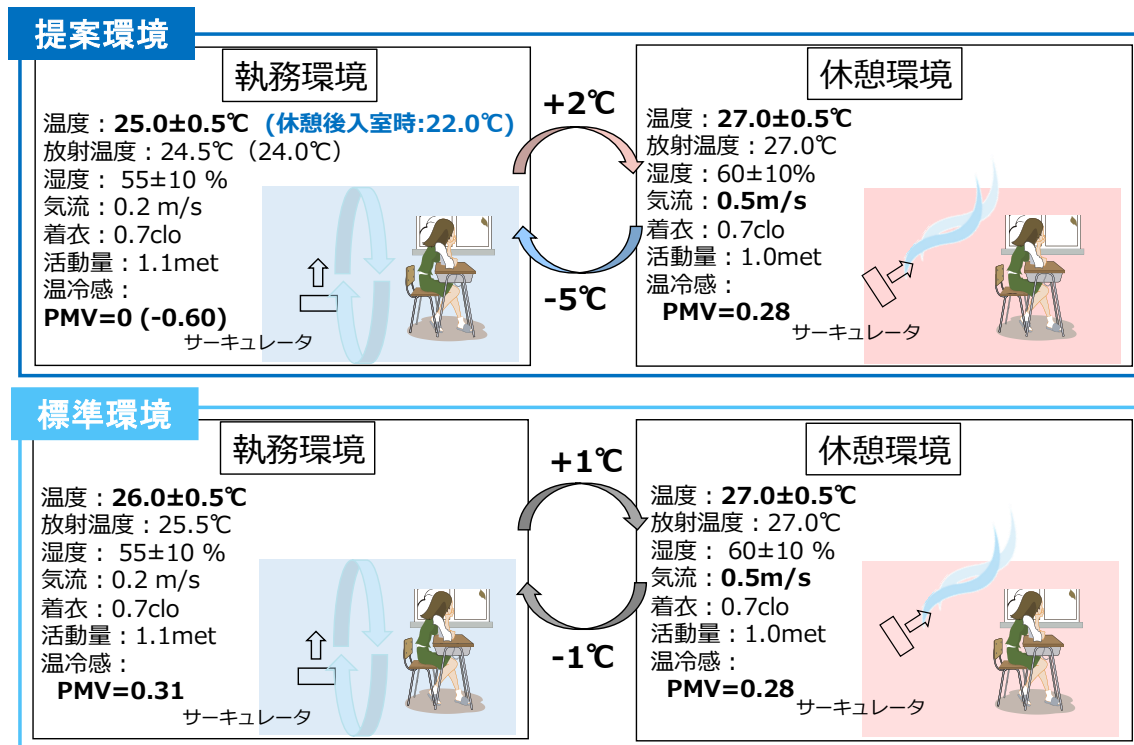 提案環境
執務環境
温度：25.0±0.5℃ (休憩後入室時:22.0℃)
放射温度：24.5℃（24.0℃）
湿度： 55±10 %
気流：0.2 m/s
着衣：0.7clo
活動量：1.1met
温冷感：
PMV=0 (-0.60)
サーキュレータ
+2℃
-5℃
休憩環境
温度：27.0±0.5℃
放射温度：27.0℃
湿度：60±10%
気流：0.5m/s
着衣：0.7clo
活動量：1.0met
温冷感：
PMV=0.28
サーキュレータ
標準環境
執務環境
温度：26.0±0.5℃
放射温度：25.5℃
湿度： 55±10 %
気流：0.2 m/s
着衣：0.7clo
活動量：1.1met
温冷感：
PMV=0.31
サーキュレータ
+1℃
-1℃
休憩環境
温度：27.0±0.5℃
放射温度：27.0℃
湿度： 60±10 %
気流：0.5m/s
着衣：0.7clo
活動量：1.0met
温冷感：
PMV=0.28
サーキュレータ